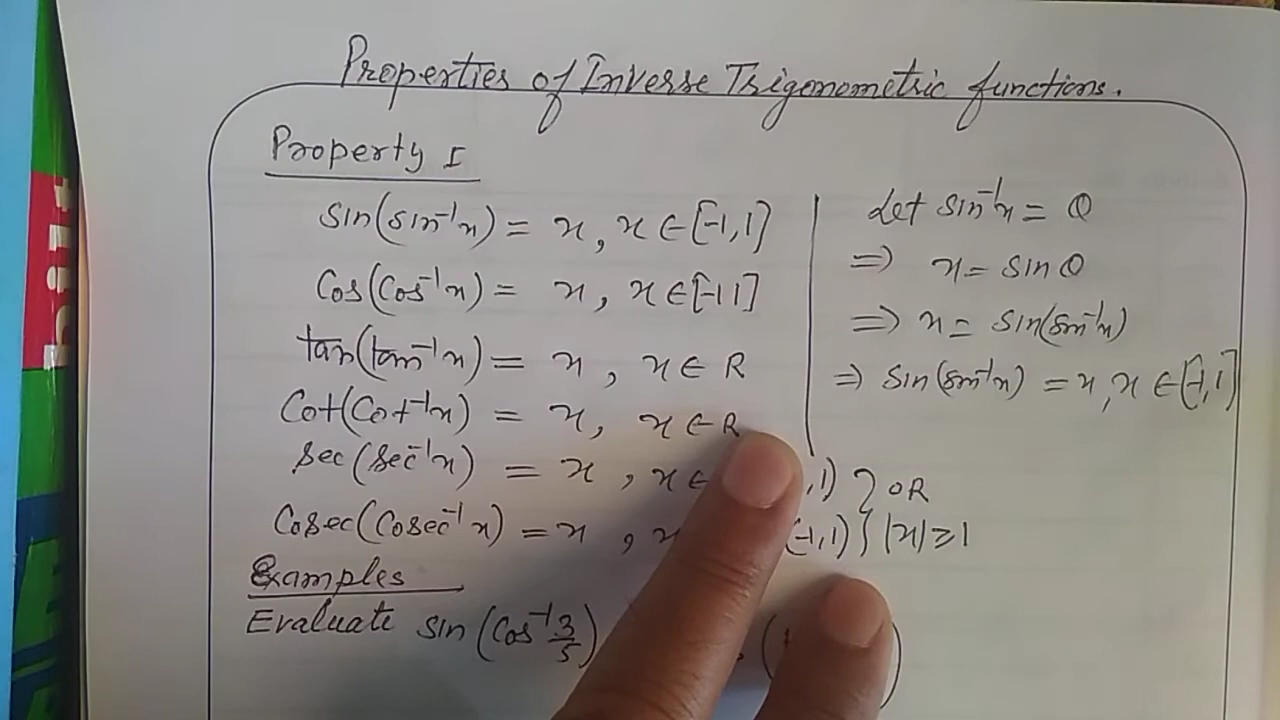 Properties of Inverse Trigonometric functions.
Property I
sin(sin⁻¹x) = x, x ∈ [-1,1]
Cos(Cos⁻¹x) = x, x ∈ [-1 1]
tan(tan⁻¹x) = x, x ∈ R
Cot(Cot⁻¹x) = x, x ∈ R
sec(sec⁻¹x) = x, x ∈ ,1) } OR
Cosec(Cosec⁻¹x) = x, x (-1,1) } |x| ≥ 1
Let sin⁻¹x = θ
⇒ x = sin θ
⇒ x = sin(sin⁻¹x)
⇒ sin(sin⁻¹x) = x, x ∈ [-1,1]
Examples
Evaluate sin(Cos⁻¹ 3/5)